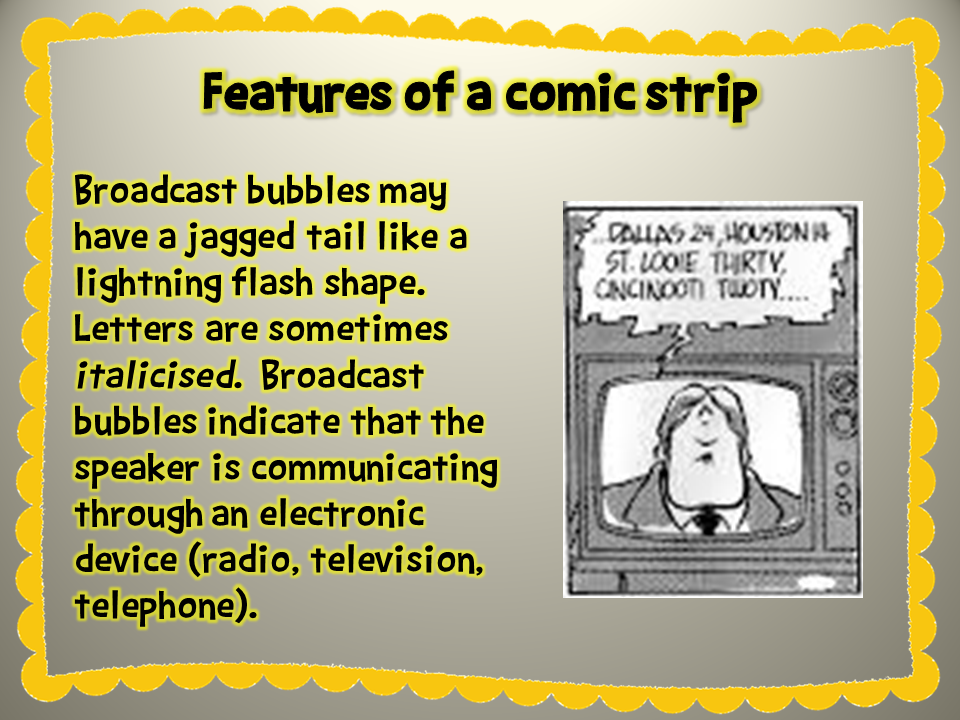 Features of a comic strip
Broadcast bubbles may
have a jagged tail like a
lightning flash shape.
Letters are sometimes
italicised. Broadcast
bubbles indicate that the
speaker is communicating
through an electronic
device (radio, television,
telephone).
...DALLAS 24, HOUSTON 14
ST. LOOIE THIRTY,
CINCINOOTI TWOTY....